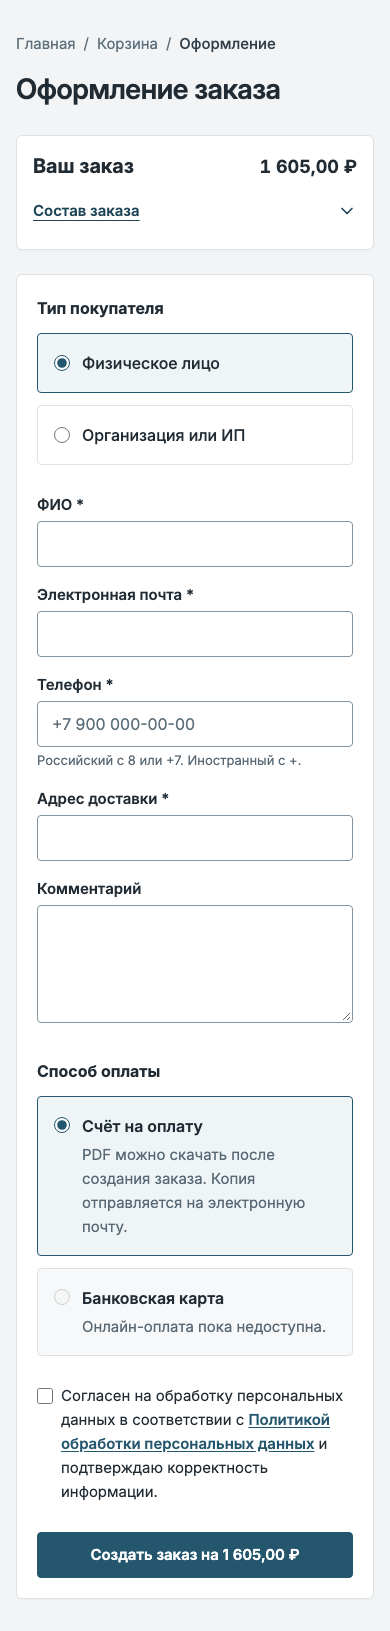 Главная / Корзина / Оформление
Оформление заказа
Ваш заказ 1 605,00 ₽
Состав заказа
Тип покупателя
Физическое лицо
Организация или ИП
ФИО *
Электронная почта *
Телефон *
+7 900 000-00-00
Российский с 8 или +7. Иностранный с +.
Адрес доставки *
Комментарий
Способ оплаты
Счёт на оплату
PDF можно скачать после
создания заказа. Копия
отправляется на электронную
почту.
Банковская карта
Онлайн-оплата пока недоступна.
Согласен на обработку персональных
данных в соответствии с Политикой
обработки персональных данных и
подтверждаю корректность
информации.
Создать заказ на 1 605,00 ₽